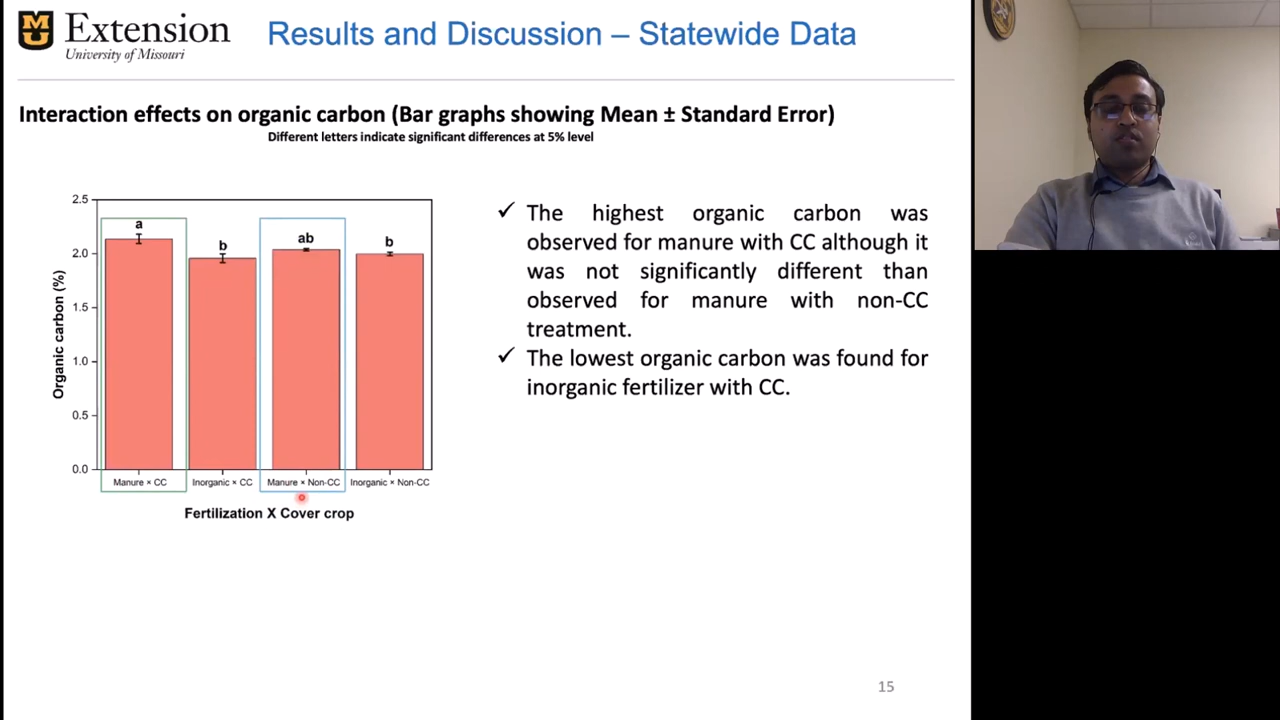 Extension
University of Missouri
Results and Discussion – Statewide Data
Interaction effects on organic carbon (Bar graphs showing Mean ± Standard Error)
Different letters indicate significant differences at 5% level
2.5
2.0
1.5
1.0
0.5
0.0
Organic carbon (%)
a
b
ab
b
Manure × CC
Inorganic × CC
Manure × Non-CC
Inorganic × Non-CC
Fertilization X Cover crop
✓ The highest organic carbon was
observed for manure with CC although it
was not significantly different than
observed for manure with non-CC
treatment.
✓ The lowest organic carbon was found for
inorganic fertilizer with CC.
15